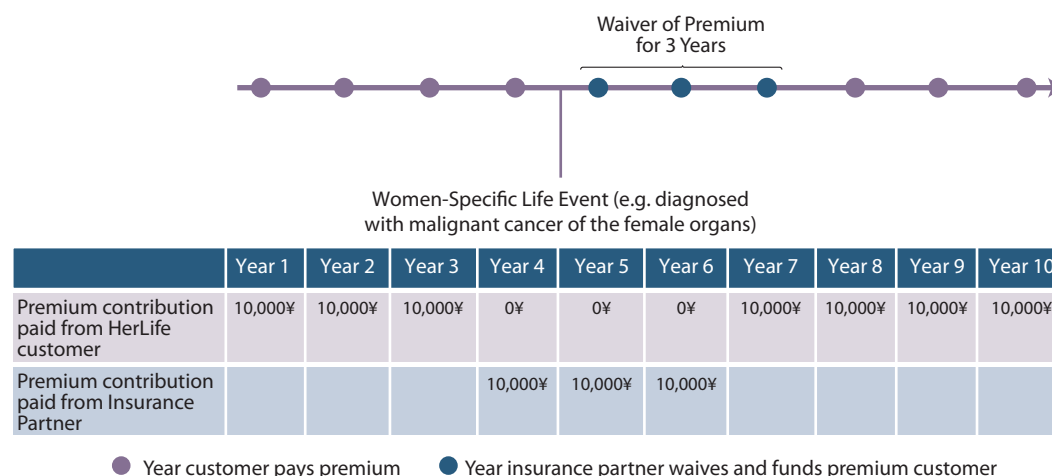 Waiver of Premium
for 3 Years
Women-Specific Life Event (e.g. diagnosed
with malignant cancer of the female organs)
Year 1 Year 2 Year 3 Year 4 Year 5 Year 6 Year 7 Year 8 Year 9 Year 10
Premium contribution 10,000¥ 10,000¥ 10,000¥ 0¥ 0¥ 0¥ 10,000¥ 10,000¥ 10,000¥ 10,000¥
paid from HerLife
customer
Premium contribution 10,000¥ 10,000¥ 10,000¥
paid from Insurance
Partner
Year customer pays premium Year insurance partner waives and funds premium customer